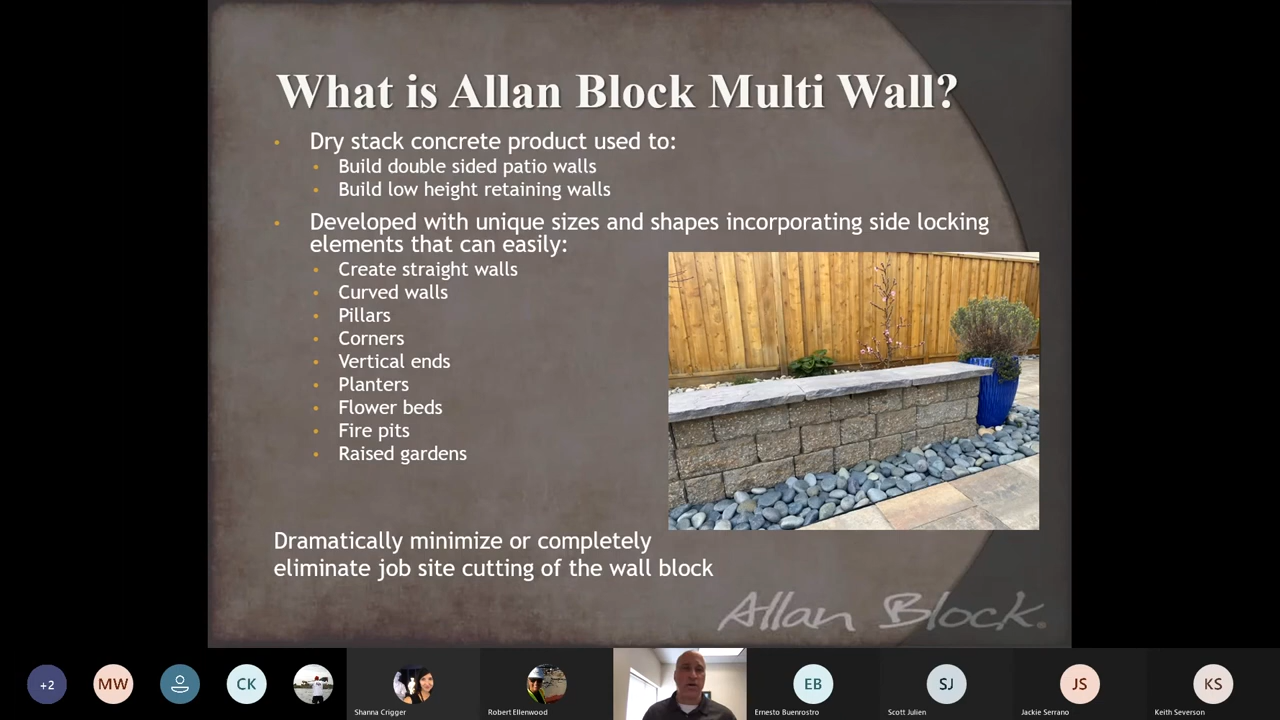 What is Allan Block Multi Wall?
• Dry stack concrete product used to:
• Build double sided patio walls
• Build low height retaining walls
• Developed with unique sizes and shapes incorporating side locking
elements that can easily:
• Create straight walls
• Curved walls
• Pillars
• Corners
• Vertical ends
• Planters
• Flower beds
• Fire pits
• Raised gardens
Dramatically minimize or completely
eliminate job site cutting of the wall block
Allan Block®
+2
MW
CK
EB
SJ
JS
KS
Shanna Crigger
Robert Ellenwood
Ernesto Buenrostro
Scott Julien
Jackie Serrano
Keith Severson